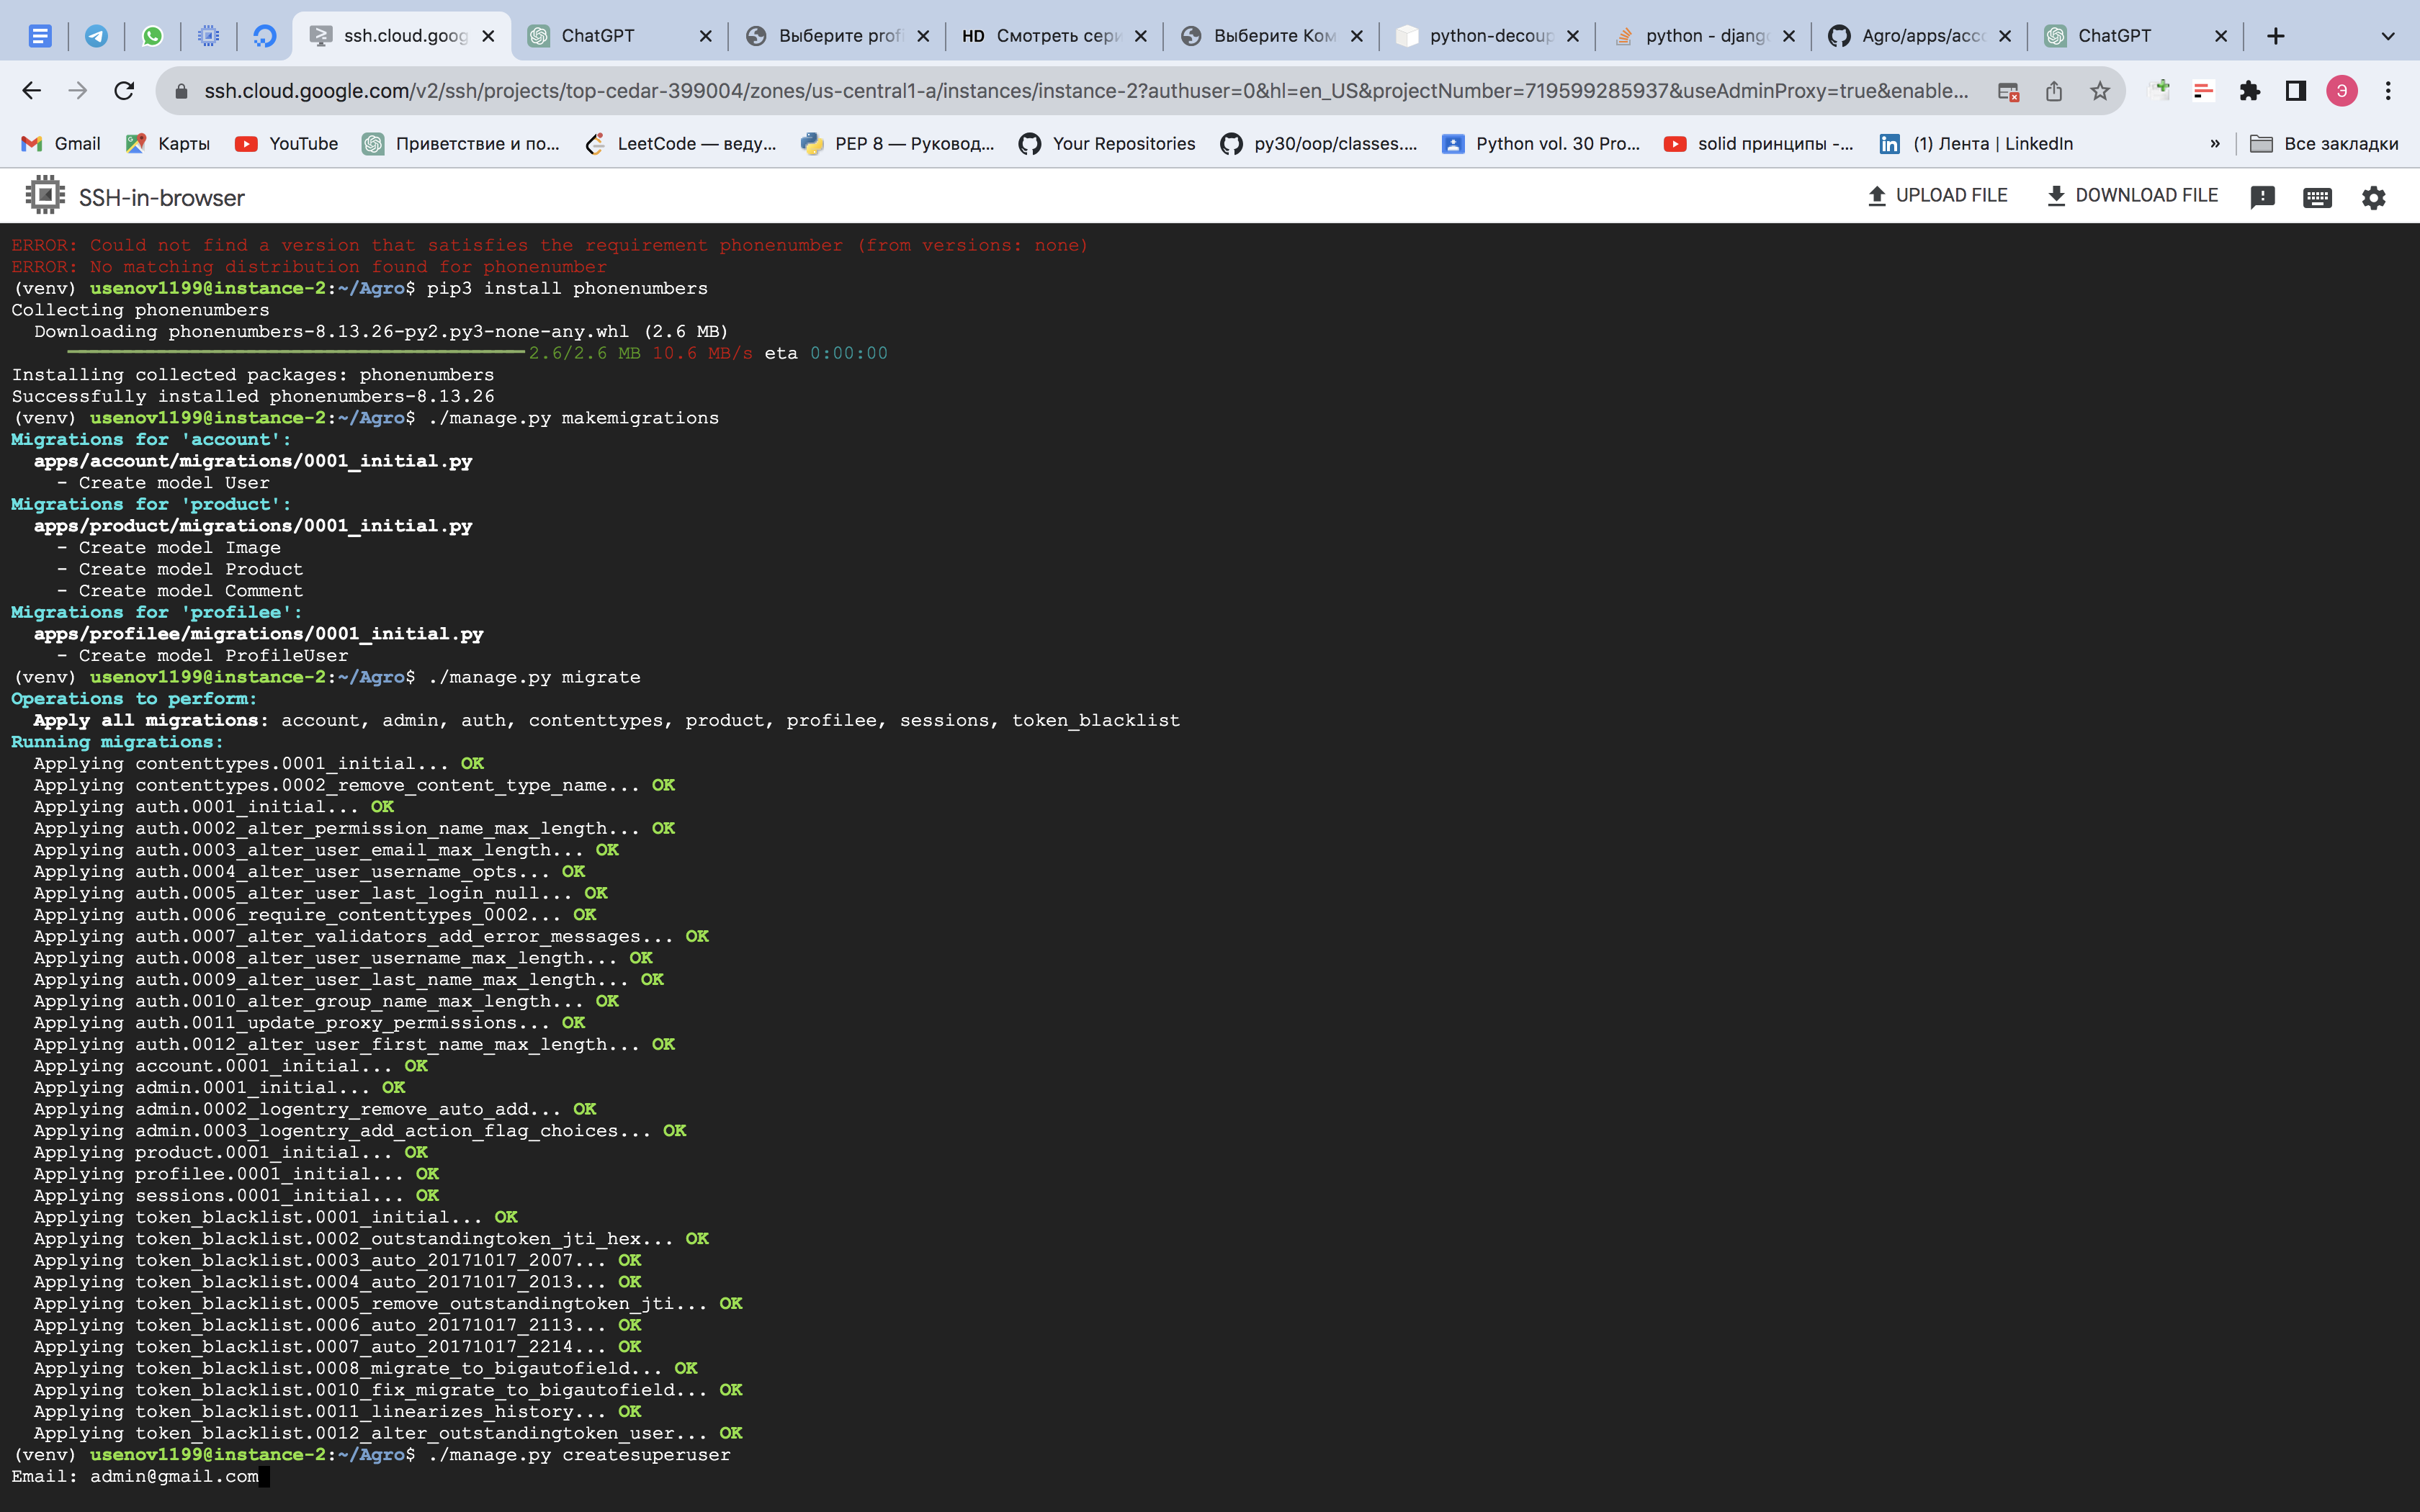 ssh.cloud.goog
ChatGPT
Выберите profi
HD Смотреть сери
Выберите Ком
python-decoup
python - djang
Agro/apps/acco
ChatGPT
ssh.cloud.google.com/v2/ssh/projects/top-cedar-399004/zones/us-central1-a/instances/instance-2?authuser=0&hl=en_US&projectNumber=719599285937&useAdminProxy=true&enable...
Э
Gmail
Карты
YouTube
Приветствие и по...
LeetCode — веду...
PEP 8 — Руковод...
Your Repositories
py30/oop/classes....
Python vol. 30 Pro...
solid принципы -...
(1) Лента | LinkedIn
»
Все закладки
SSH-in-browser
UPLOAD FILE
DOWNLOAD FILE
ERROR: Could not find a version that satisfies the requirement phonenumber (from versions: none)
ERROR: No matching distribution found for phonenumber
(venv) usenov1199@instance-2:~/Agro$ pip3 install phonenumbers
Collecting phonenumbers
Downloading phonenumbers-8.13.26-py2.py3-none-any.whl (2.6 MB)
2.6/2.6 MB 10.6 MB/s eta 0:00:00
Installing collected packages: phonenumbers
Successfully installed phonenumbers-8.13.26
(venv) usenov1199@instance-2:~/Agro$ ./manage.py makemigrations
Migrations for 'account':
apps/account/migrations/0001_initial.py
- Create model User
Migrations for 'product':
apps/product/migrations/0001_initial.py
- Create model Image
- Create model Product
- Create model Comment
Migrations for 'profilee':
apps/profilee/migrations/0001_initial.py
- Create model ProfileUser
(venv) usenov1199@instance-2:~/Agro$ ./manage.py migrate
Operations to perform:
Apply all migrations: account, admin, auth, contenttypes, product, profilee, sessions, token_blacklist
Running migrations:
Applying contenttypes.0001_initial... OK
Applying contenttypes.0002_remove_content_type_name... OK
Applying auth.0001_initial... OK
Applying auth.0002_alter_permission_name_max_length... OK
Applying auth.0003_alter_user_email_max_length... OK
Applying auth.0004_alter_user_username_opts... OK
Applying auth.0005_alter_user_last_login_null... OK
Applying auth.0006_require_contenttypes_0002... OK
Applying auth.0007_alter_validators_add_error_messages... OK
Applying auth.0008_alter_user_username_max_length... OK
Applying auth.0009_alter_user_last_name_max_length... OK
Applying auth.0010_alter_group_name_max_length... OK
Applying auth.0011_update_proxy_permissions... OK
Applying auth.0012_alter_user_first_name_max_length... OK
Applying account.0001_initial... OK
Applying admin.0001_initial... OK
Applying admin.0002_logentry_remove_auto_add... OK
Applying admin.0003_logentry_add_action_flag_choices... OK
Applying product.0001_initial... OK
Applying profilee.0001_initial... OK
Applying sessions.0001_initial... OK
Applying token_blacklist.0001_initial... OK
Applying token_blacklist.0002_outstandingtoken_jti_hex... OK
Applying token_blacklist.0003_auto_20171017_2007... OK
Applying token_blacklist.0004_auto_20171017_2013... OK
Applying token_blacklist.0005_remove_outstandingtoken_jti... OK
Applying token_blacklist.0006_auto_20171017_2113... OK
Applying token_blacklist.0007_auto_20171017_2214... OK
Applying token_blacklist.0008_migrate_to_bigautofield... OK
Applying token_blacklist.0010_fix_migrate_to_bigautofield... OK
Applying token_blacklist.0011_linearizes_history... OK
Applying token_blacklist.0012_alter_outstandingtoken_user... OK
(venv) usenov1199@instance-2:~/Agro$ ./manage.py createsuperuser
Email: admin@gmail.com